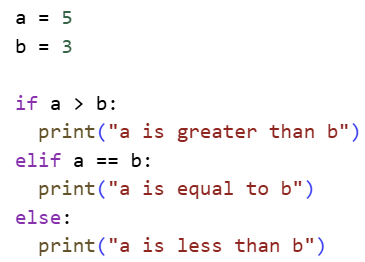 a = 5
b = 3

if a > b:
  print("a is greater than b")
elif a == b:
  print("a is equal to b")
else:
  print("a is less than b")